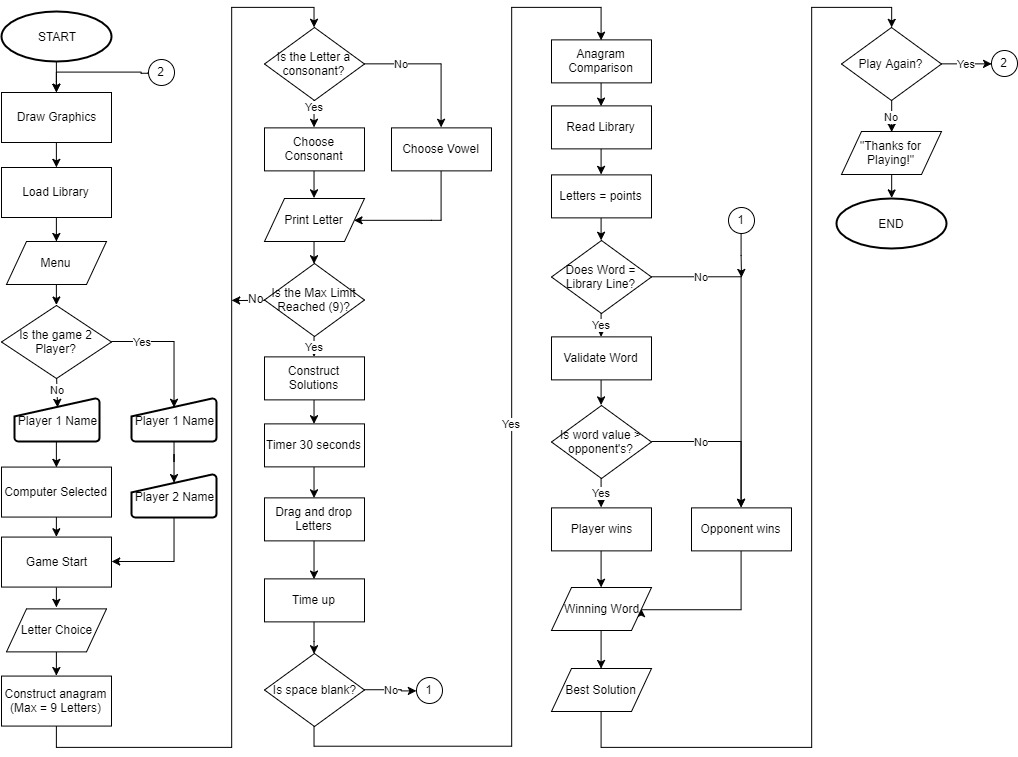 START
2
Draw Graphics
Load Library
Menu
Is the game 2
Player?
Yes
No
Player 1 Name
Player 1 Name
Computer Selected
Player 2 Name
Game Start
Letter Choice
Construct anagram
(Max = 9 Letters)
Is the Letter a
consonant?
No
Yes
Choose
Consonant
Choose Vowel
Print Letter
Is the Max Limit
Reached (9)?
No
Yes
Construct
Solutions
Timer 30 seconds
Drag and drop
Letters
Time up
Is space blank?
No
1
Yes
Anagram
Comparison
Read Library
Letters = points
1
Does Word =
Library Line?
No
Yes
Validate Word
Is word value >
opponent's?
No
Yes
Player wins
Opponent wins
Winning Word
Best Solution
Play Again?
Yes
2
No
"Thanks for
Playing!"
END